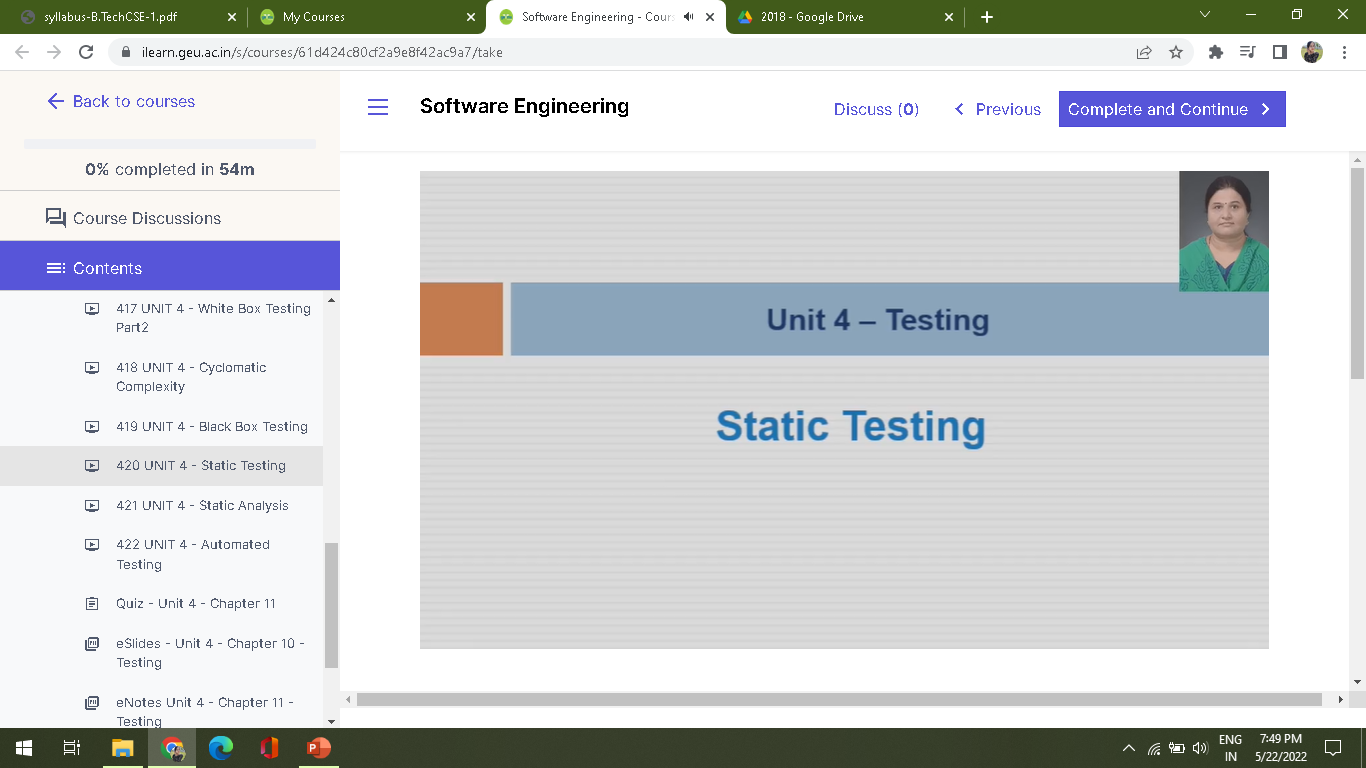 syllabus-B.TechCSE-1.pdf
My Courses
Software Engineering - Cour
2018 - Google Drive
ilearn.geu.ac.in/s/courses/61d424c80cf2a9e8f42ac9a7/take
Back to courses
0% completed in 54m
Course Discussions
Contents
417 UNIT 4 - White Box Testing
Part2
418 UNIT 4 - Cyclomatic
Complexity
419 UNIT 4 - Black Box Testing
420 UNIT 4 - Static Testing
421 UNIT 4 - Static Analysis
422 UNIT 4 - Automated
Testing
Quiz - Unit 4 - Chapter 11
eSlides - Unit 4 - Chapter 10 -
Testing
eNotes Unit 4 - Chapter 11 -
Testing
Software Engineering
Discuss (0)
Previous
Complete and Continue
Unit 4 – Testing
Static Testing
ENG
IN
7:49 PM
5/22/2022